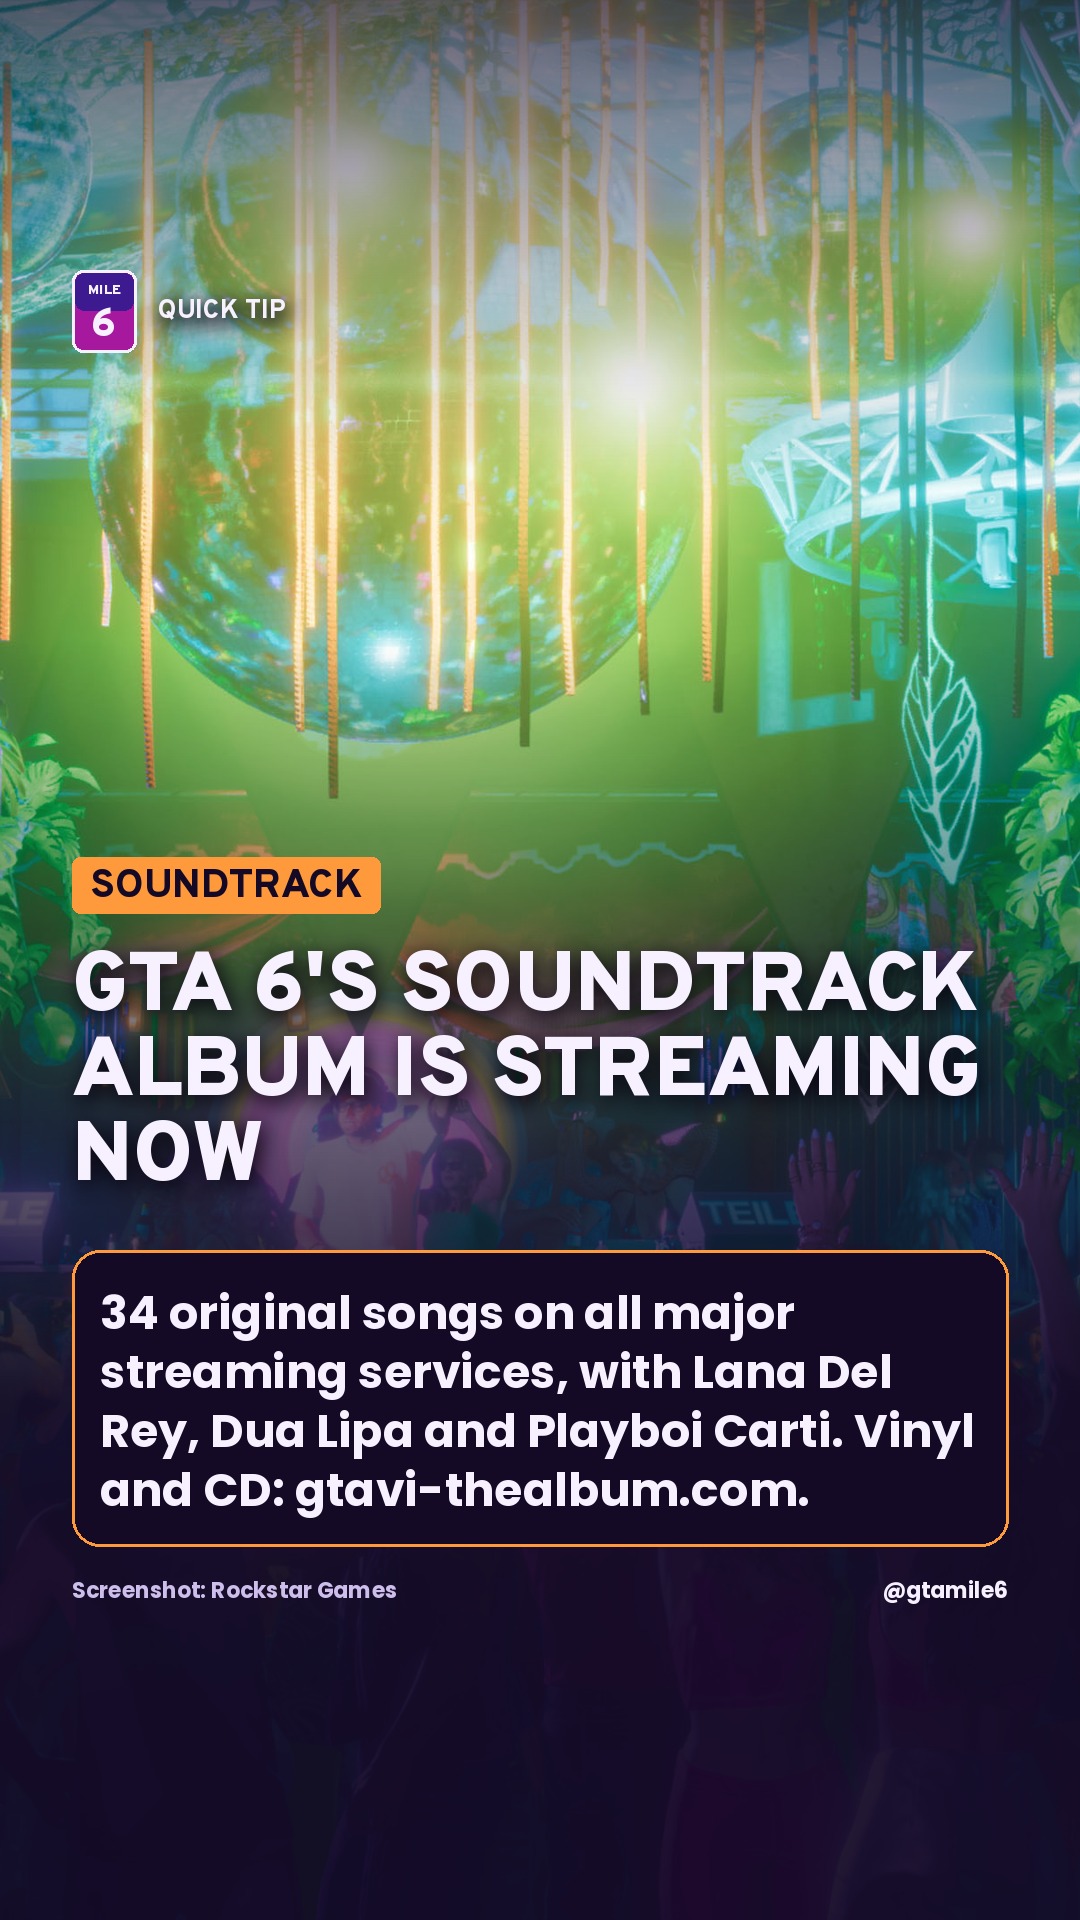 MILE
6
QUICK TIP
SOUNDTRACK
GTA 6'S SOUNDTRACK
ALBUM IS STREAMING
NOW
LE
TEILE
34 original songs on all major
streaming services, with Lana Del
Rey, Dua Lipa and Playboi Carti. Vinyl
and CD: gtavi-thealbum.com.
Screenshot: Rockstar Games
@gtamile6